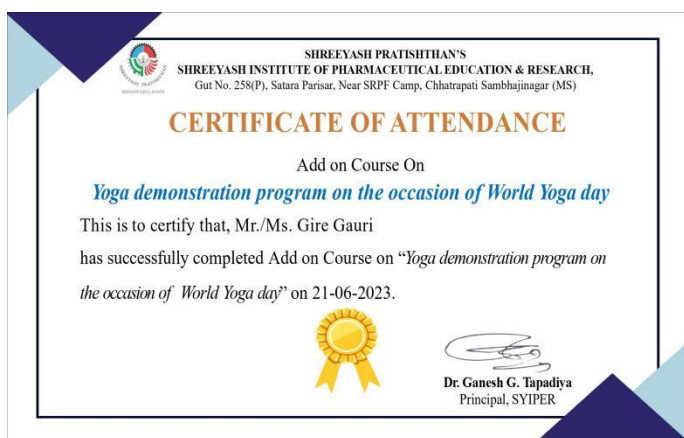 SHREEYASH PRATISHTHAN'S
SHREEYASH INSTITUTE OF PHARMACEUTICAL EDUCATION & RESEARCH,
Gut No. 258(P), Satara Parisar, Near SRPF Camp, Chhatrapati Sambhajinagar (MS)
CERTIFICATE OF ATTENDANCE
Add on Course On
Yoga demonstration program on the occasion of World Yoga day
This is to certify that, Mr./Ms. Gire Gauri
has successfully completed Add on Course on “Yoga demonstration program on
the occasion of World Yoga day” on 21-06-2023.
Dr. Ganesh G. Tapadiya
Principal, SYIPER